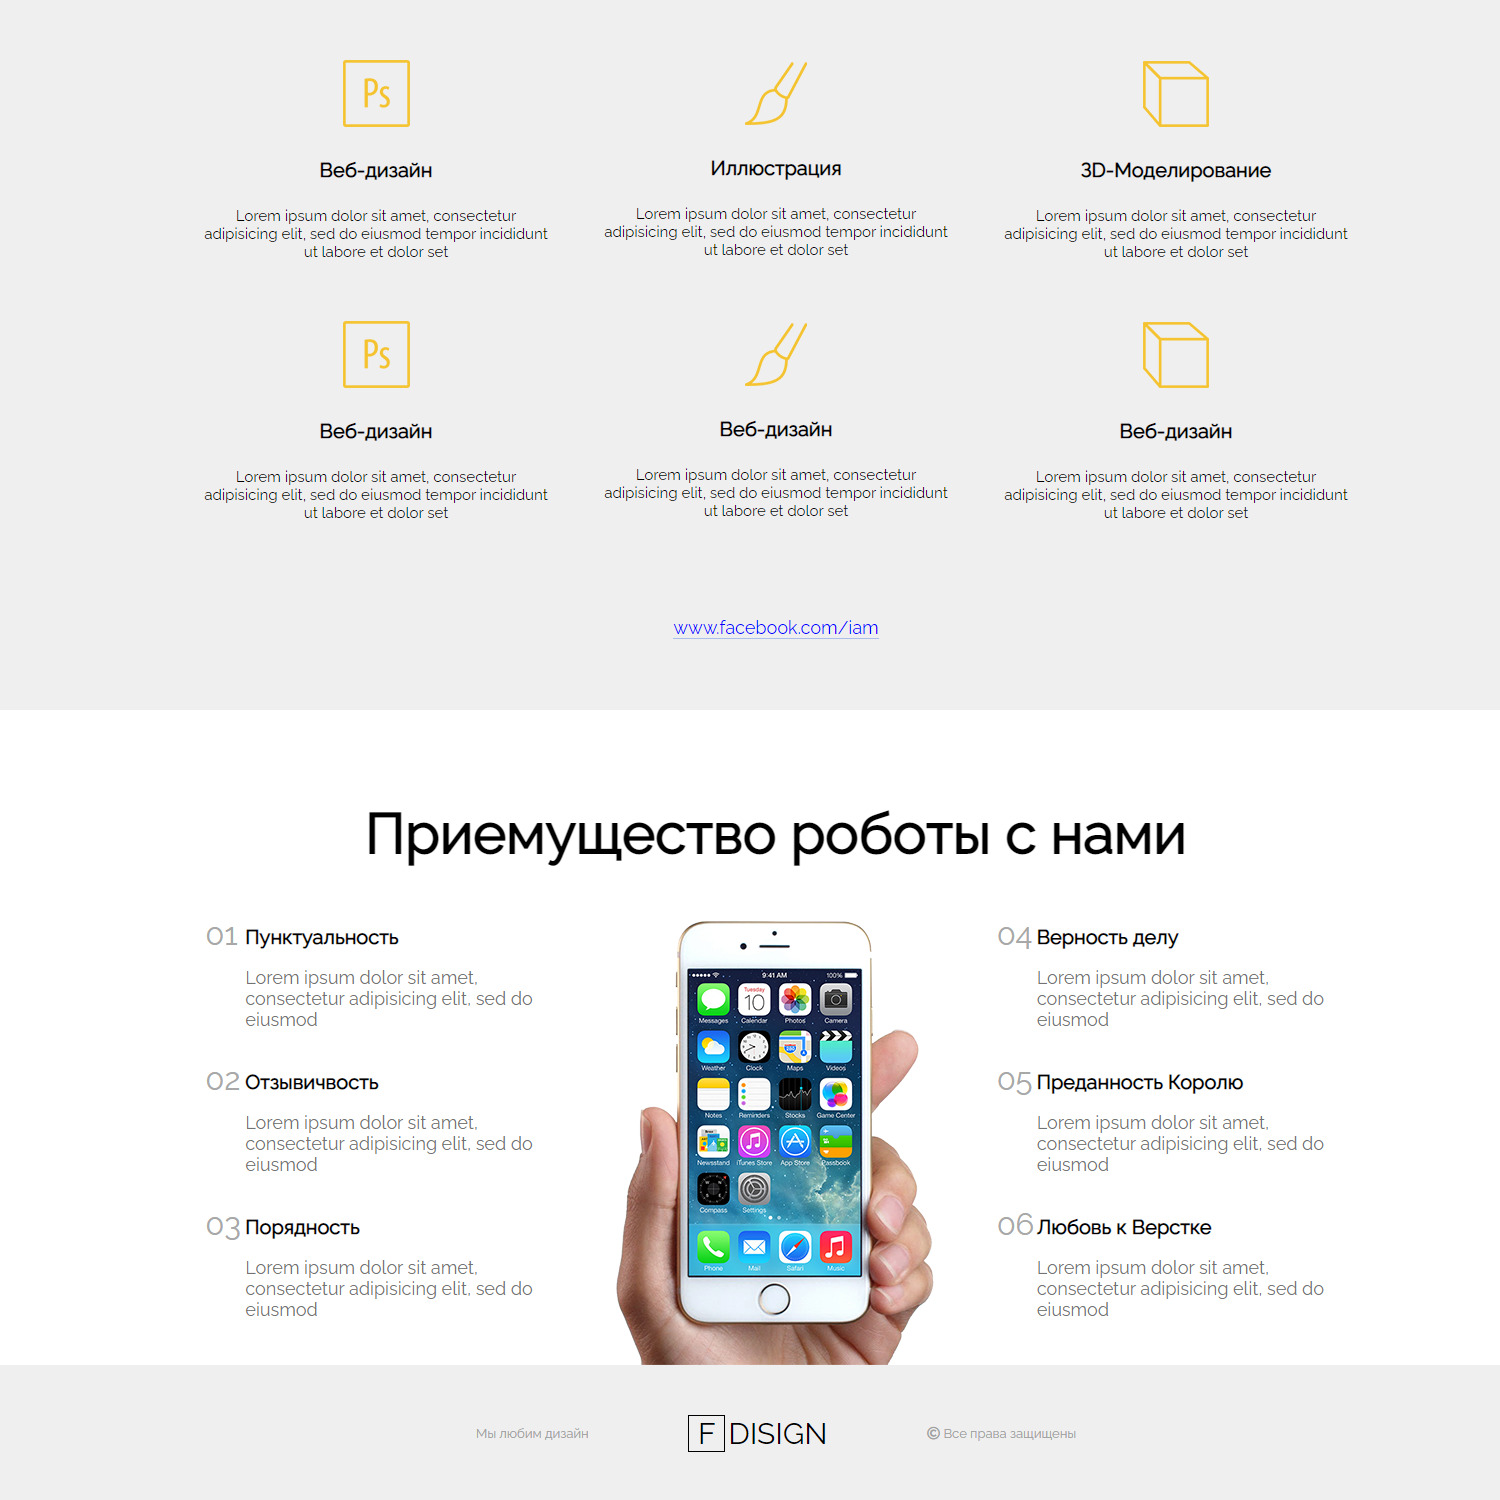 Ps
Веб-дизайн
Lorem ipsum dolor sit amet, consectetur
adipisicing elit, sed do eiusmod tempor incididunt
ut labore et dolor set
Иллюстрация
Lorem ipsum dolor sit amet, consectetur
adipisicing elit, sed do eiusmod tempor incididunt
ut labore et dolor set
3D-Моделирование
Lorem ipsum dolor sit amet, consectetur
adipisicing elit, sed do eiusmod tempor incididunt
ut labore et dolor set
Ps
Веб-дизайн
Lorem ipsum dolor sit amet, consectetur
adipisicing elit, sed do eiusmod tempor incididunt
ut labore et dolor set
Веб-дизайн
Lorem ipsum dolor sit amet, consectetur
adipisicing elit, sed do eiusmod tempor incididunt
ut labore et dolor set
Веб-дизайн
Lorem ipsum dolor sit amet, consectetur
adipisicing elit, sed do eiusmod tempor incididunt
ut labore et dolor set
www.facebook.com/iam
Приемущество роботы с нами
01 Пунктуальность
Lorem ipsum dolor sit amet,
consectetur adipisicing elit, sed do
eiusmod
02 Отзывичвость
Lorem ipsum dolor sit amet,
consectetur adipisicing elit, sed do
eiusmod
03 Порядность
Lorem ipsum dolor sit amet,
consectetur adipisicing elit, sed do
eiusmod
9:41 AM 100%
Tuesday
10
Messages Calendar Photos Camera
280
Weather Clock Maps Videos
Notes Reminders Stocks Game Center
Newsstand iTunes Store App Store Passbook
Compass Settings
Phone Mail Safari Music
04 Верность делу
Lorem ipsum dolor sit amet,
consectetur adipisicing elit, sed do
eiusmod
05 Преданность Королю
Lorem ipsum dolor sit amet,
consectetur adipisicing elit, sed do
eiusmod
06 Любовь к Верстке
Lorem ipsum dolor sit amet,
consectetur adipisicing elit, sed do
eiusmod
Мы любим дизайн
F DISIGN
© Все права защищены